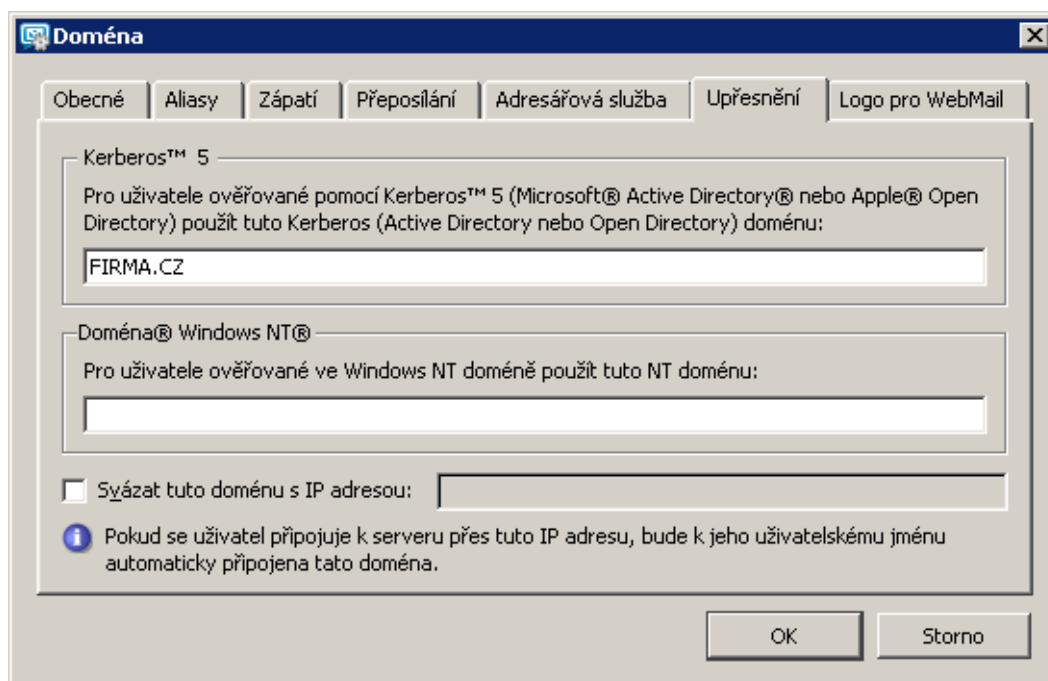 Doména
Obecné Aliasy Zápatí Přeposílání Adresářová služba Upřesnění Logo pro WebMail
Kerberos™ 5
Pro uživatele ověřované pomocí Kerberos™ 5 (Microsoft® Active Directory® nebo Apple® Open
Directory) použít tuto Kerberos (Active Directory nebo Open Directory) doménu:
FIRMA.CZ
Doména® Windows NT®
Pro uživatele ověřované ve Windows NT doméně použít tuto NT doménu:
Svázat tuto doménu s IP adresou:
Pokud se uživatel připojuje k serveru přes tuto IP adresu, bude k jeho uživatelskému jménu
automaticky připojena tato doména.
OK Storno